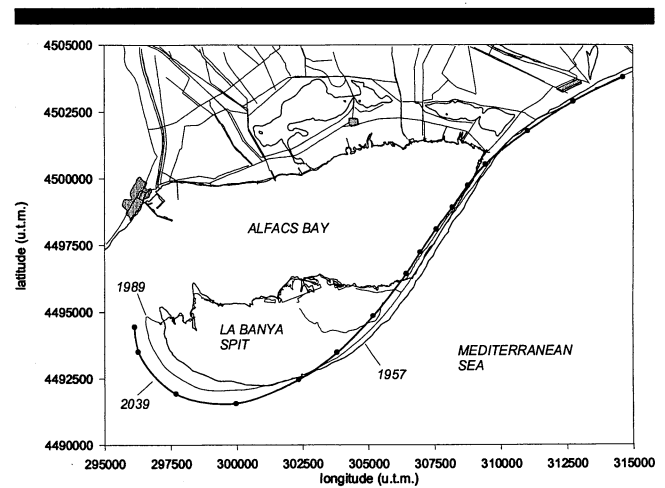 4505000
4502500
4500000
4497500
4495000
4492500
4490000
latitude (u.t.m.)
ALFACS BAY
1989
LA BANYA
SPIT
1957
MEDITERRANEAN
SEA
2039
295000 297500 300000 302500 305000 307500 310000 312500 315000
longitude (u.t.m.)